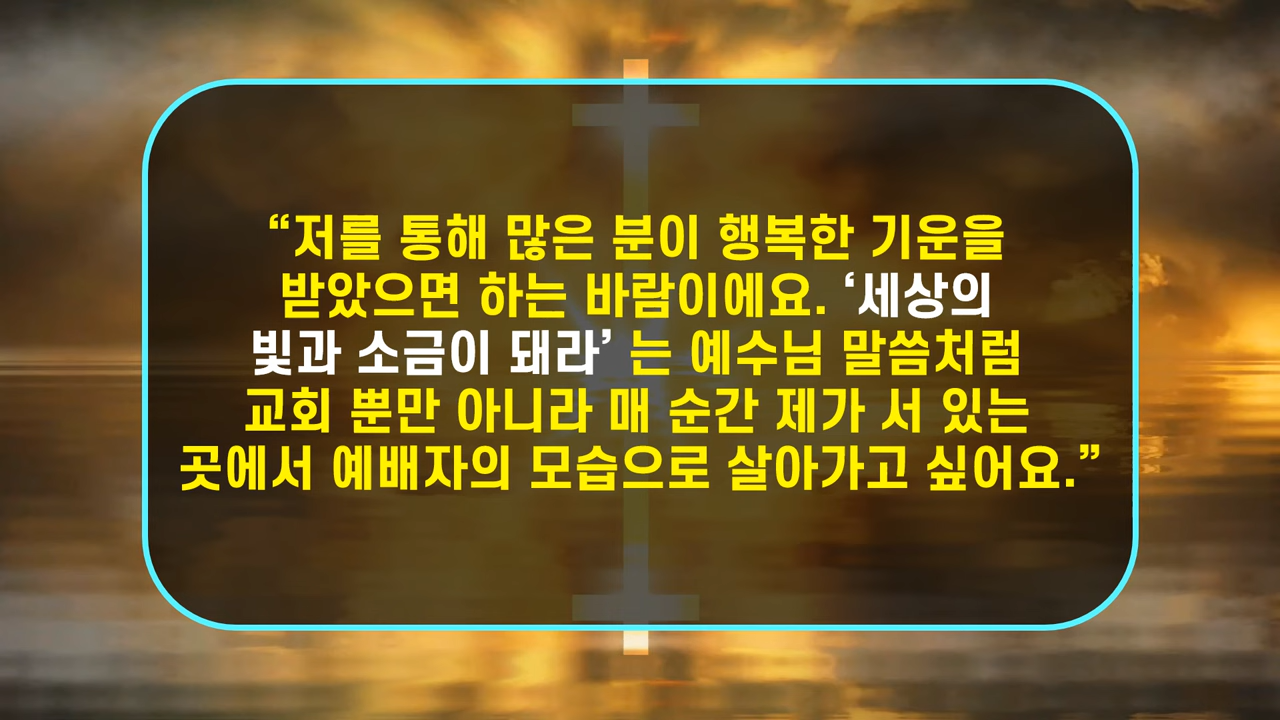 “저를 통해 많은 분이 행복한 기운을
받았으면 하는 바람이에요. ‘세상의
빛과 소금이 돼라’ 는 예수님 말씀처럼
교회 뿐만 아니라 매 순간 제가 서 있는
곳에서 예배자의 모습으로 살아가고 싶어요.”